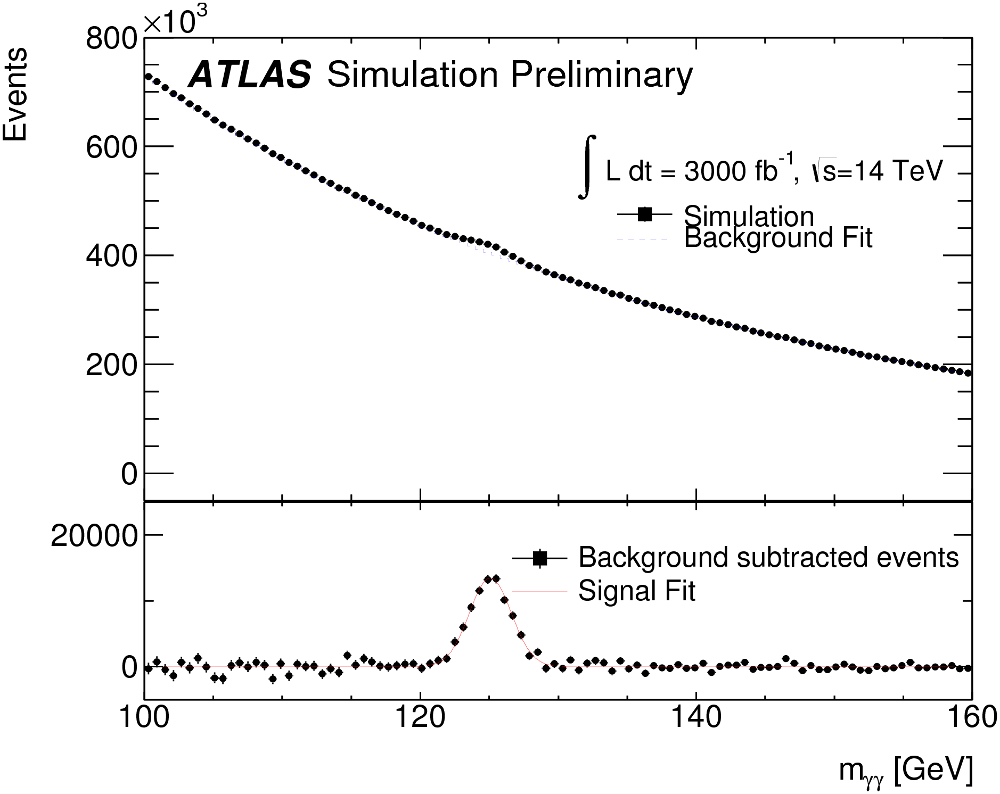 ×10³
800
Events
ATLAS Simulation Preliminary
600
∫ L dt = 3000 fb⁻¹, √s=14 TeV
Simulation
Background Fit
400
200
0
20000
Background subtracted events
Signal Fit
0
100 120 140 160
mγγ [GeV]